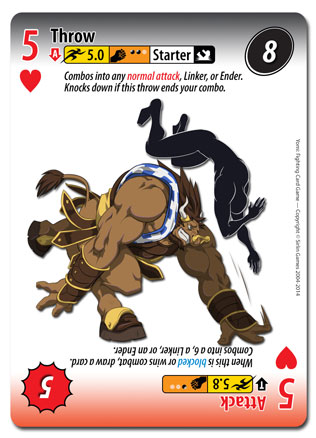 5 Throw
A 5.0 Starter
8
Combos into any normal attack, Linker, or Ender.
Knocks down if this throw ends your combo.
Yomi: Fighting Card Game — Copyright © Sirlin Games 2004-2014
5 Attack
A 5.8
When this is blocked or wins combat, draw a card.
Combos into 6, a 6, a Linker, or an Ender.
5